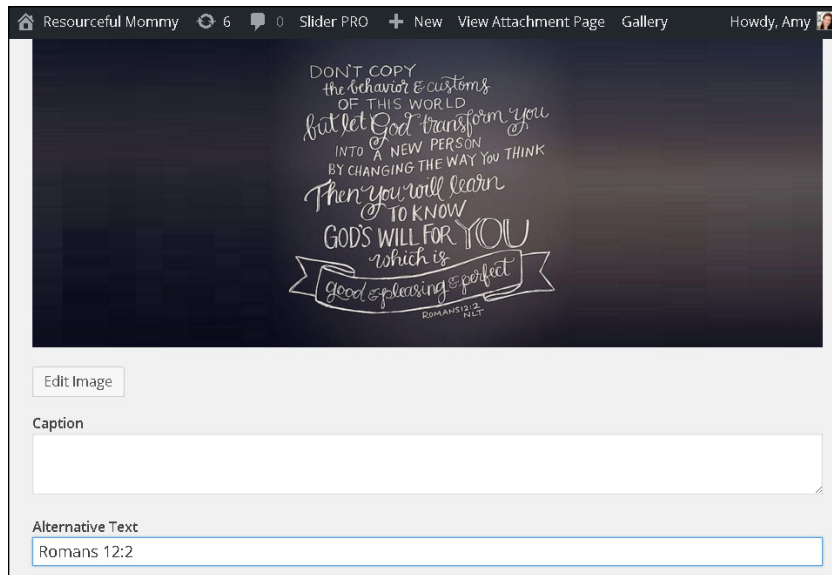 Resourceful Mommy 6 0 Slider PRO + New View Attachment Page Gallery Howdy, Amy
DON'T COPY
the behavior & customs
OF THIS WORLD
but let God transform you
INTO A NEW PERSON
BY CHANGING THE WAY YOU THINK
Then you will learn
TO KNOW
GOD'S WILL FOR YOU
which is
good & pleasing & perfect
ROMANS 12:2
NLT
Edit Image
Caption
Alternative Text
Romans 12:2